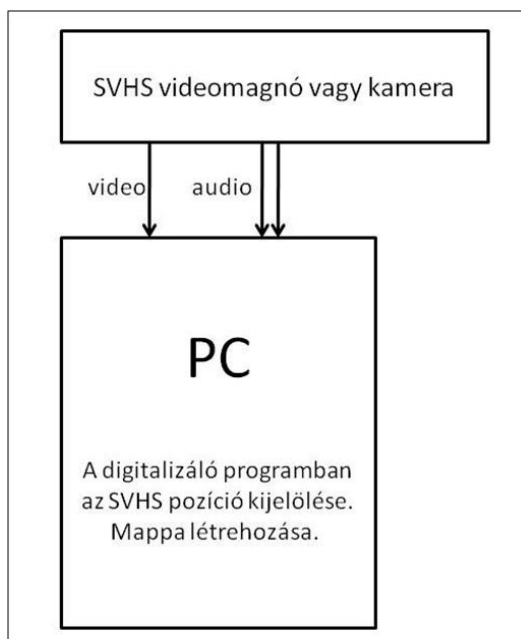 SVHS videomagnó vagy kamera
video audio
PC
A digitalizáló programban
az SVHS pozíció kijelölése.
Mappa létrehozása.